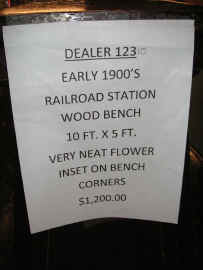 DEALER 123
EARLY 1900'S
RAILROAD STATION
WOOD BENCH
10 FT. X 5 FT.
VERY NEAT FLOWER
INSET ON BENCH
CORNERS
$1,200.00